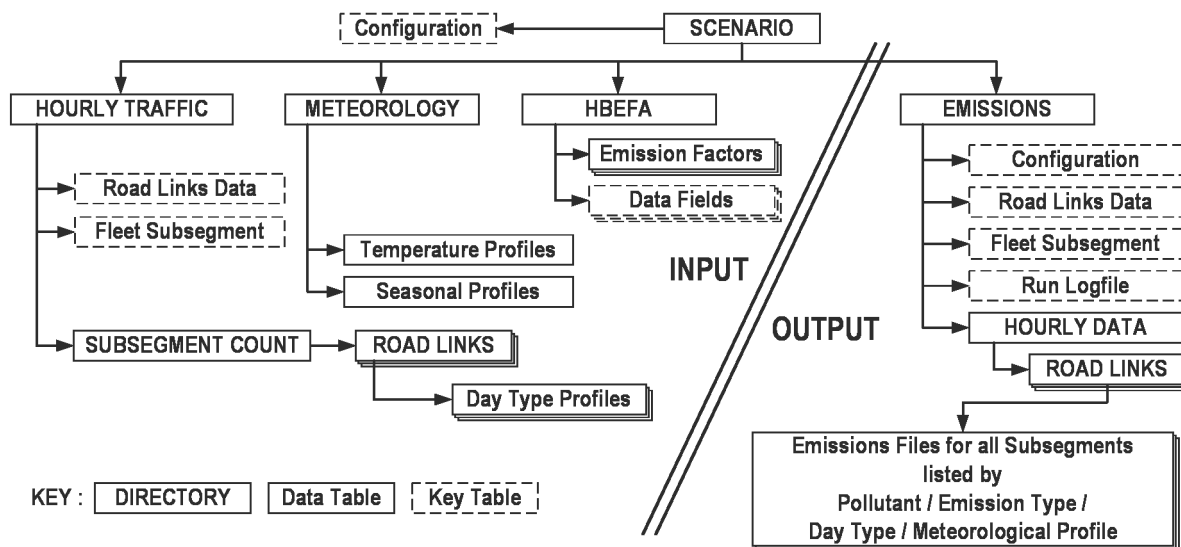 Configuration
SCENARIO
HOURLY TRAFFIC
METEOROLOGY
HBEFA
EMISSIONS
Emission Factors
Configuration
Road Links Data
Data Fields
Road Links Data
Fleet Subsegment
Temperature Profiles
INPUT
Fleet Subsegment
Seasonal Profiles
Run Logfile
OUTPUT
HOURLY DATA
SUBSEGMENT COUNT
ROAD LINKS
ROAD LINKS
Day Type Profiles
Emissions Files for all Subsegments
listed by
Pollutant / Emission Type /
Day Type / Meteorological Profile
KEY : DIRECTORY Data Table Key Table